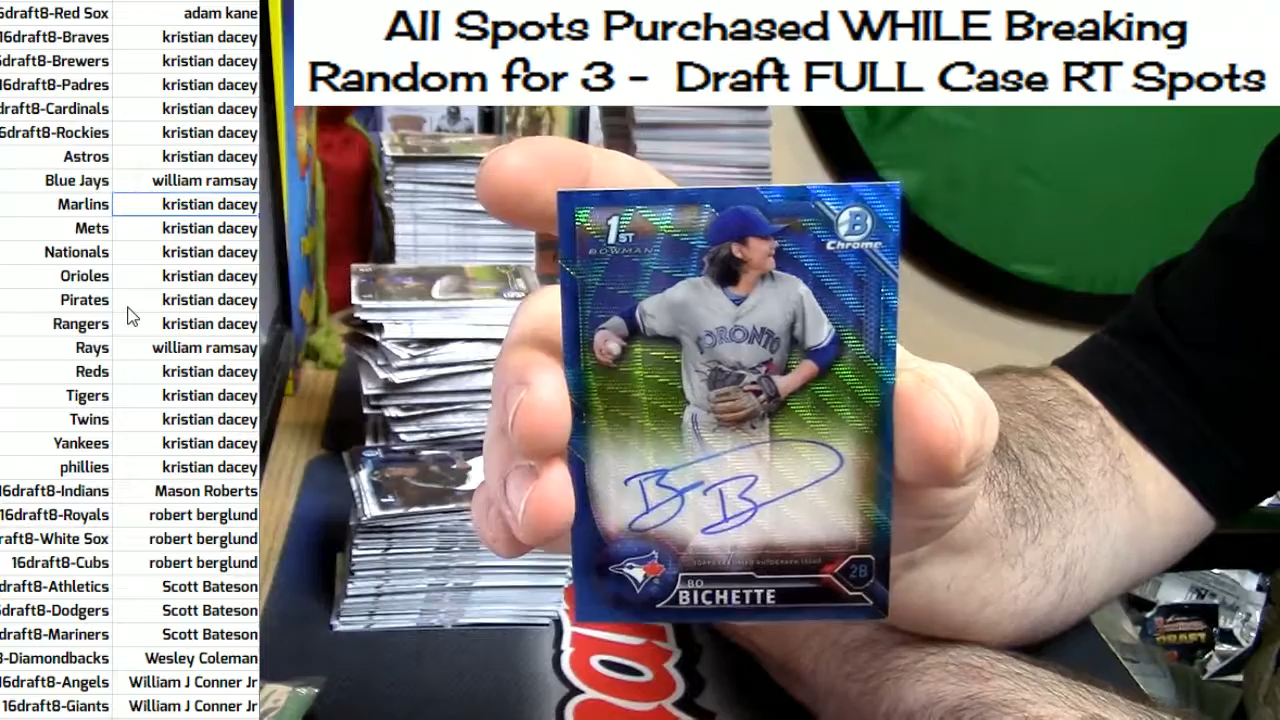 All Spots Purchased WHILE Breaking
Random for 3 - Draft FULL Case RT Spots
6draft8-Red Sox adam kane
16draft8-Braves kristian dacey
6draft8-Brewers kristian dacey
16draft8-Padres kristian dacey
draft8-Cardinals kristian dacey
6draft8-Rockies kristian dacey
Astros kristian dacey
Blue Jays william ramsay
Marlins kristian dacey
Mets kristian dacey
Nationals kristian dacey
Orioles kristian dacey
Pirates kristian dacey
Rangers kristian dacey
Rays william ramsay
Reds kristian dacey
Tigers kristian dacey
Twins kristian dacey
Yankees kristian dacey
phillies kristian dacey
16draft8-Indians Mason Roberts
16draft8-Royals robert berglund
raft8-White Sox robert berglund
16draft8-Cubs robert berglund
draft8-Athletics Scott Bateson
6draft8-Dodgers Scott Bateson
draft8-Mariners Scott Bateson
8-Diamondbacks Wesley Coleman
16draft8-Angels William J Conner Jr
16draft8-Giants William J Conner Jr
1ST
BOWMAN
B
Chrome
TORONTO
BB
2B
BO
BICHETTE